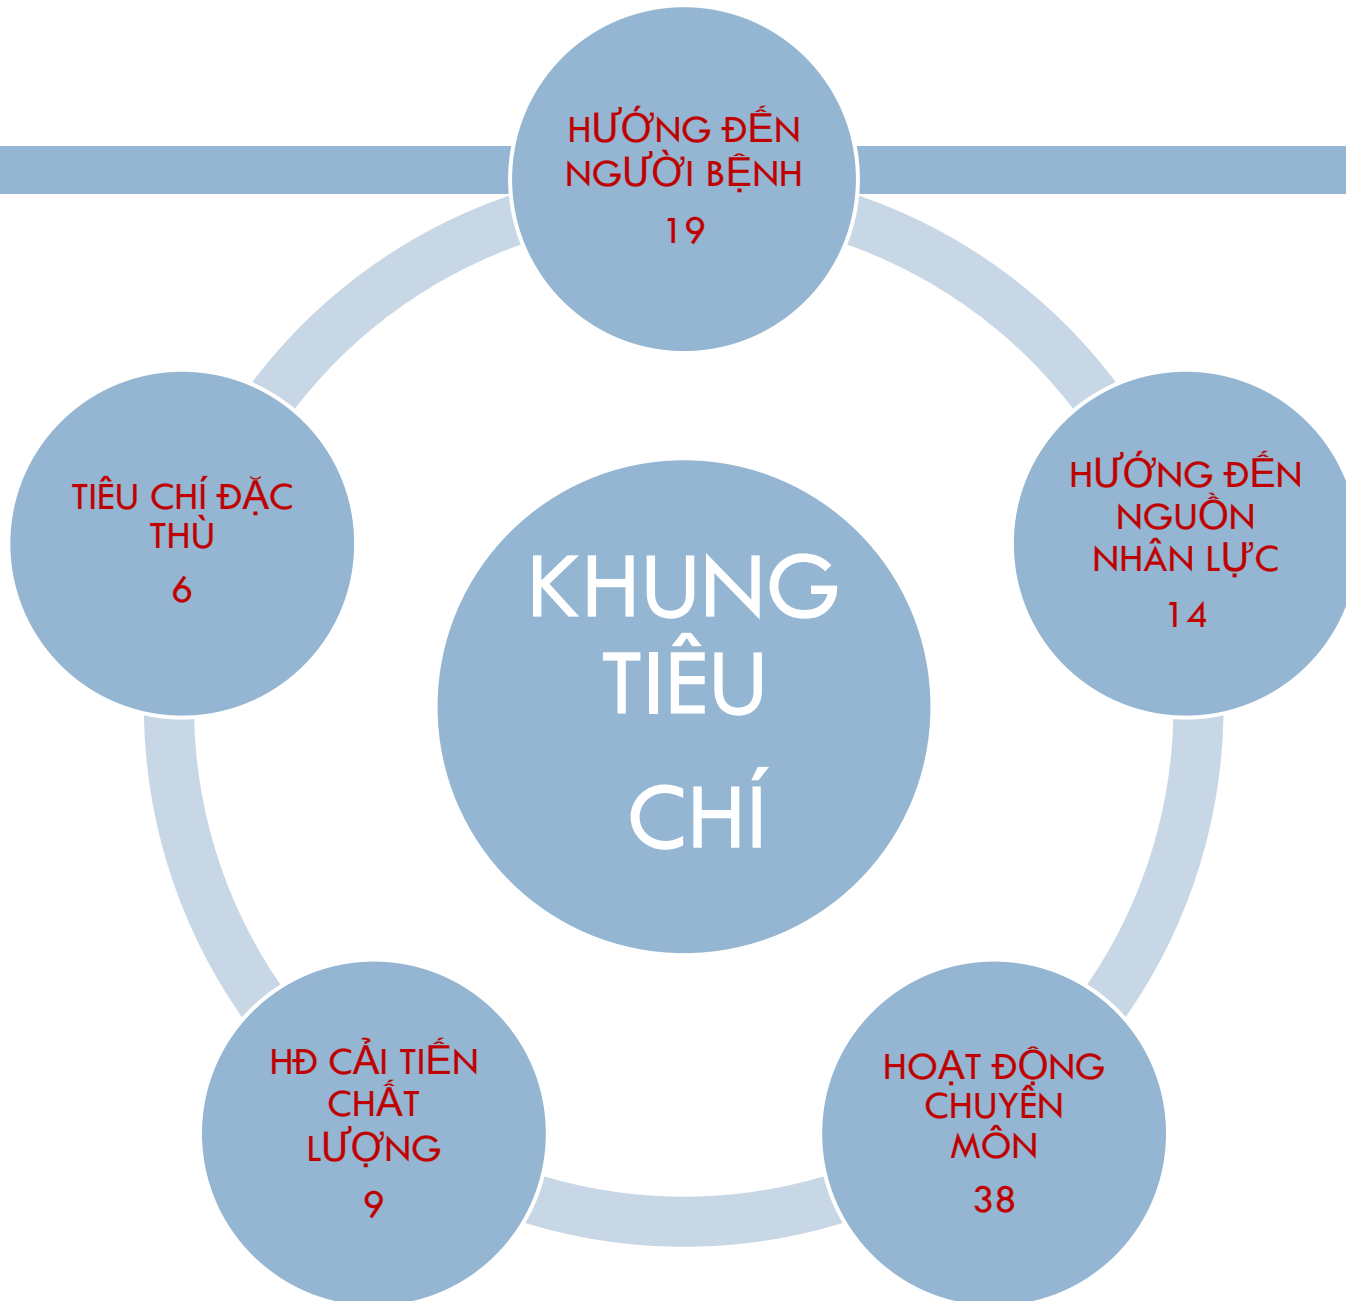 HƯỚNG ĐẾN
NGƯỜI BỆNH
19
HƯỚNG ĐẾN
NGUỒN
NHÂN LỰC
14
HOẠT ĐỘNG
CHUYÊN
MÔN
38
HĐ CẢI TIẾN
CHẤT
LƯỢNG
9
TIÊU CHÍ ĐẶC
THÙ
6
KHUNG
TIÊU
CHÍ